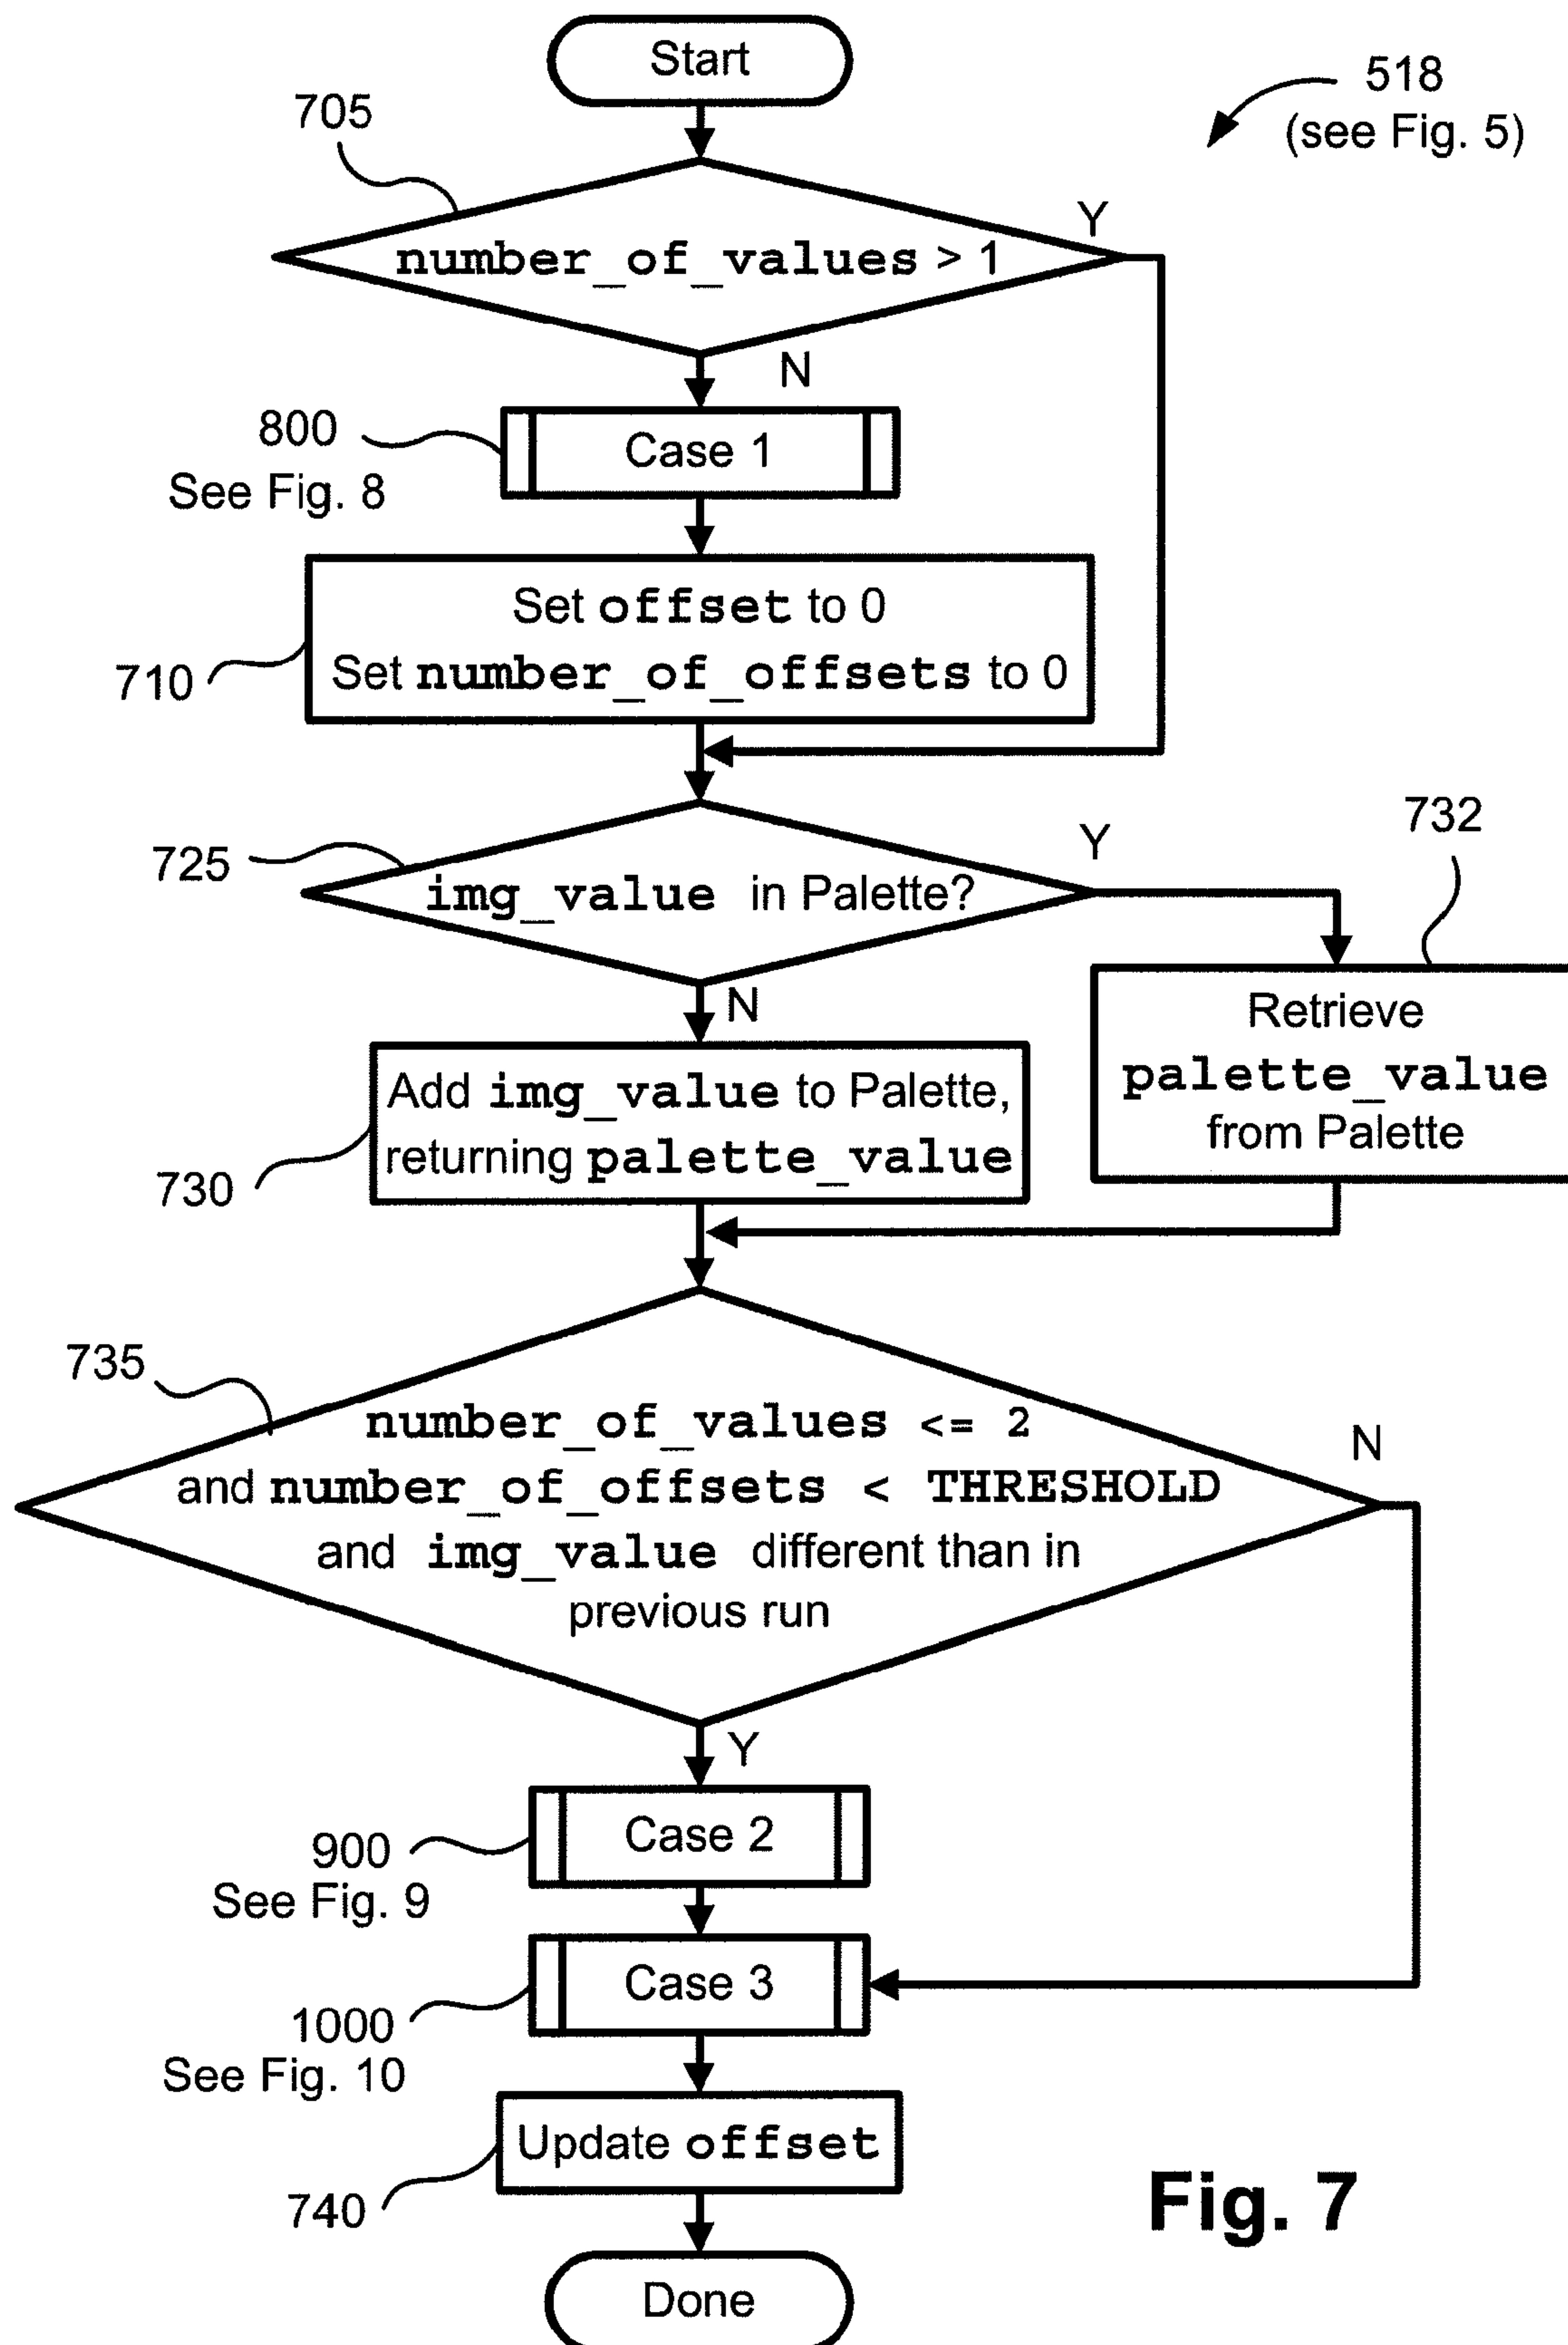 Start
518
(see Fig. 5)
705
number_of_values > 1
Y
N
800
See Fig. 8
Case 1
Set offset to 0
Set number_of_offsets to 0
710
725
img_value in Palette?
Y
732
N
Retrieve
palette_value
from Palette
Add img_value to Palette,
returning palette_value
730
735
number_of_values <= 2
and number_of_offsets < THRESHOLD
and img_value different than in
previous run
N
Y
Case 2
900
See Fig. 9
Case 3
1000
See Fig. 10
Update offset
740
Fig. 7
Done